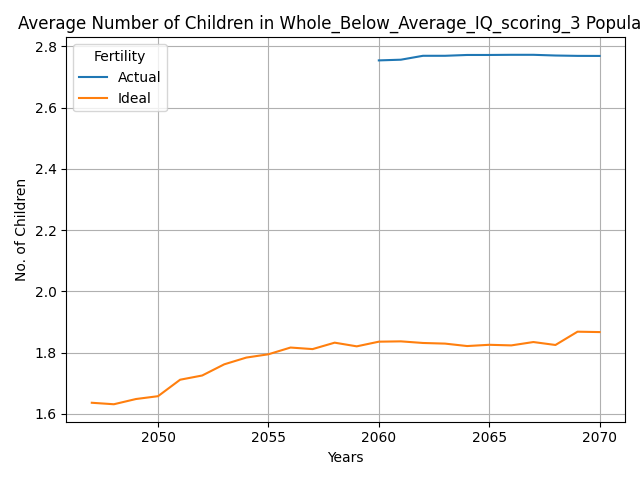 Average Number of Children in Whole_Below_Average_IQ_scoring_3 Popula
Fertility
Actual
Ideal
2.8
2.6
2.4
2.2
2.0
1.8
1.6
No. of Children
2050
2055
2060
2065
2070
Years